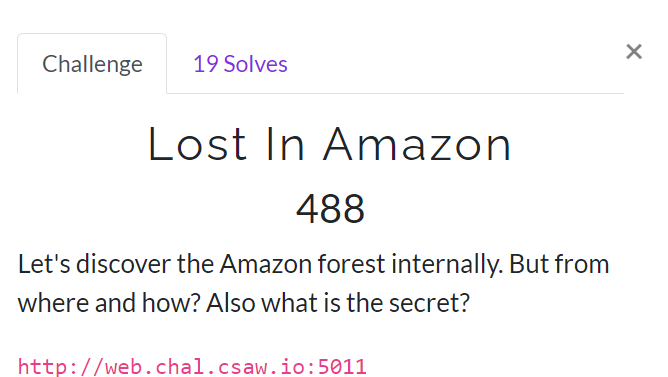 Challenge
19 Solves
×
Lost In Amazon
488
Let's discover the Amazon forest internally. But from
where and how? Also what is the secret?
http://web.chal.csaw.io:5011